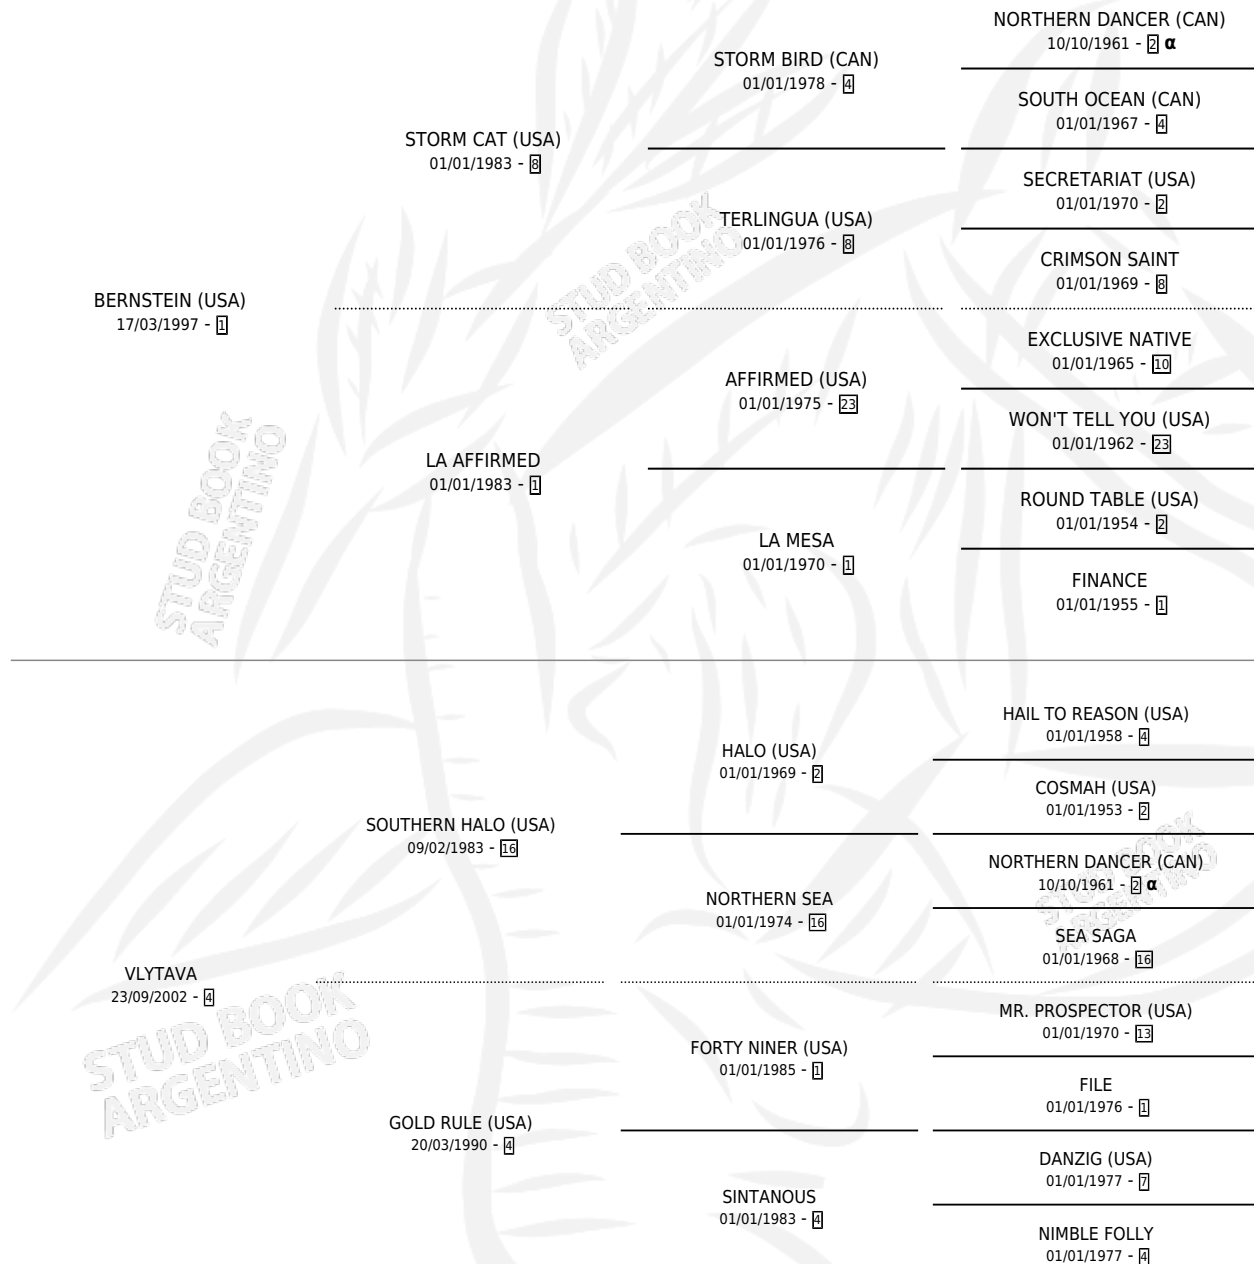 NORTHERN DANCER (CAN)
10/10/1961 - 2 α
STORM BIRD (CAN)
01/01/1978 - 4
SOUTH OCEAN (CAN)
01/01/1967 - 4
STORM CAT (USA)
01/01/1983 - 8
SECRETARIAT (USA)
01/01/1970 - 2
TERLINGUA (USA)
01/01/1976 - 8
CRIMSON SAINT
01/01/1969 - 8
STUD BOOK
ARGENTINO
BERNSTEIN (USA)
17/03/1997 - 1
EXCLUSIVE NATIVE
01/01/1965 - 10
AFFIRMED (USA)
01/01/1975 - 23
WON'T TELL YOU (USA)
01/01/1962 - 23
LA AFFIRMED
01/01/1983 - 1
ROUND TABLE (USA)
01/01/1954 - 2
LA MESA
01/01/1970 - 1
FINANCE
01/01/1955 - 1
STUD BOOK
ARGENTINO
HAIL TO REASON (USA)
01/01/1958 - 4
HALO (USA)
01/01/1969 - 2
COSMAH (USA)
01/01/1953 - 2
SOUTHERN HALO (USA)
09/02/1983 - 16
NORTHERN DANCER (CAN)
10/10/1961 - 2 α
NORTHERN SEA
01/01/1974 - 16
SEA SAGA
01/01/1968 - 16
STUD BOOK
ARGENTINO
VLYTAVA
23/09/2002 - 4
MR. PROSPECTOR (USA)
01/01/1970 - 13
FORTY NINER (USA)
01/01/1985 - 1
FILE
01/01/1976 - 1
GOLD RULE (USA)
20/03/1990 - 4
DANZIG (USA)
01/01/1977 - 7
SINTANOUS
01/01/1983 - 4
NIMBLE FOLLY
01/01/1977 - 4
STUD BOOK
ARGENTINO